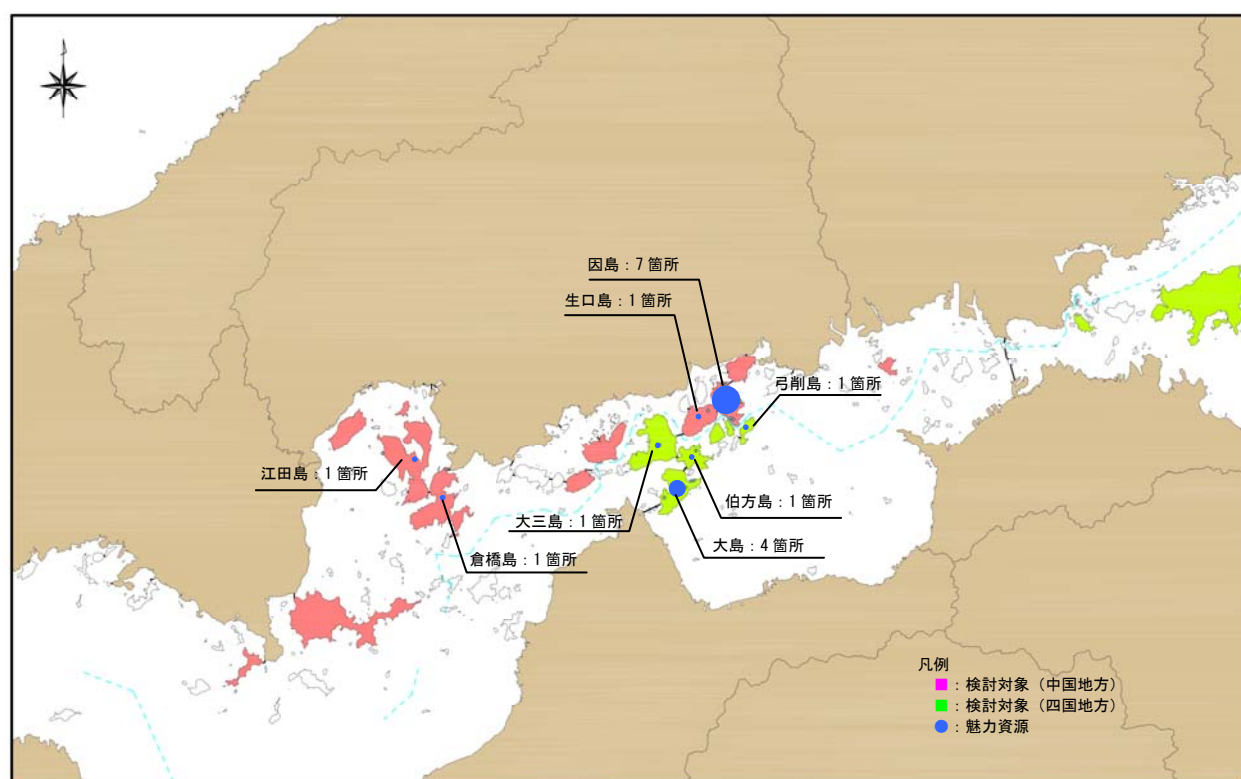 因島：7箇所
生口島：1箇所
弓削島：1箇所
江田島：1箇所
伯方島：1箇所
大三島：1箇所
大島：4箇所
倉橋島：1箇所
凡例
■：検討対象（中国地方）
■：検討対象（四国地方）
●：魅力資源